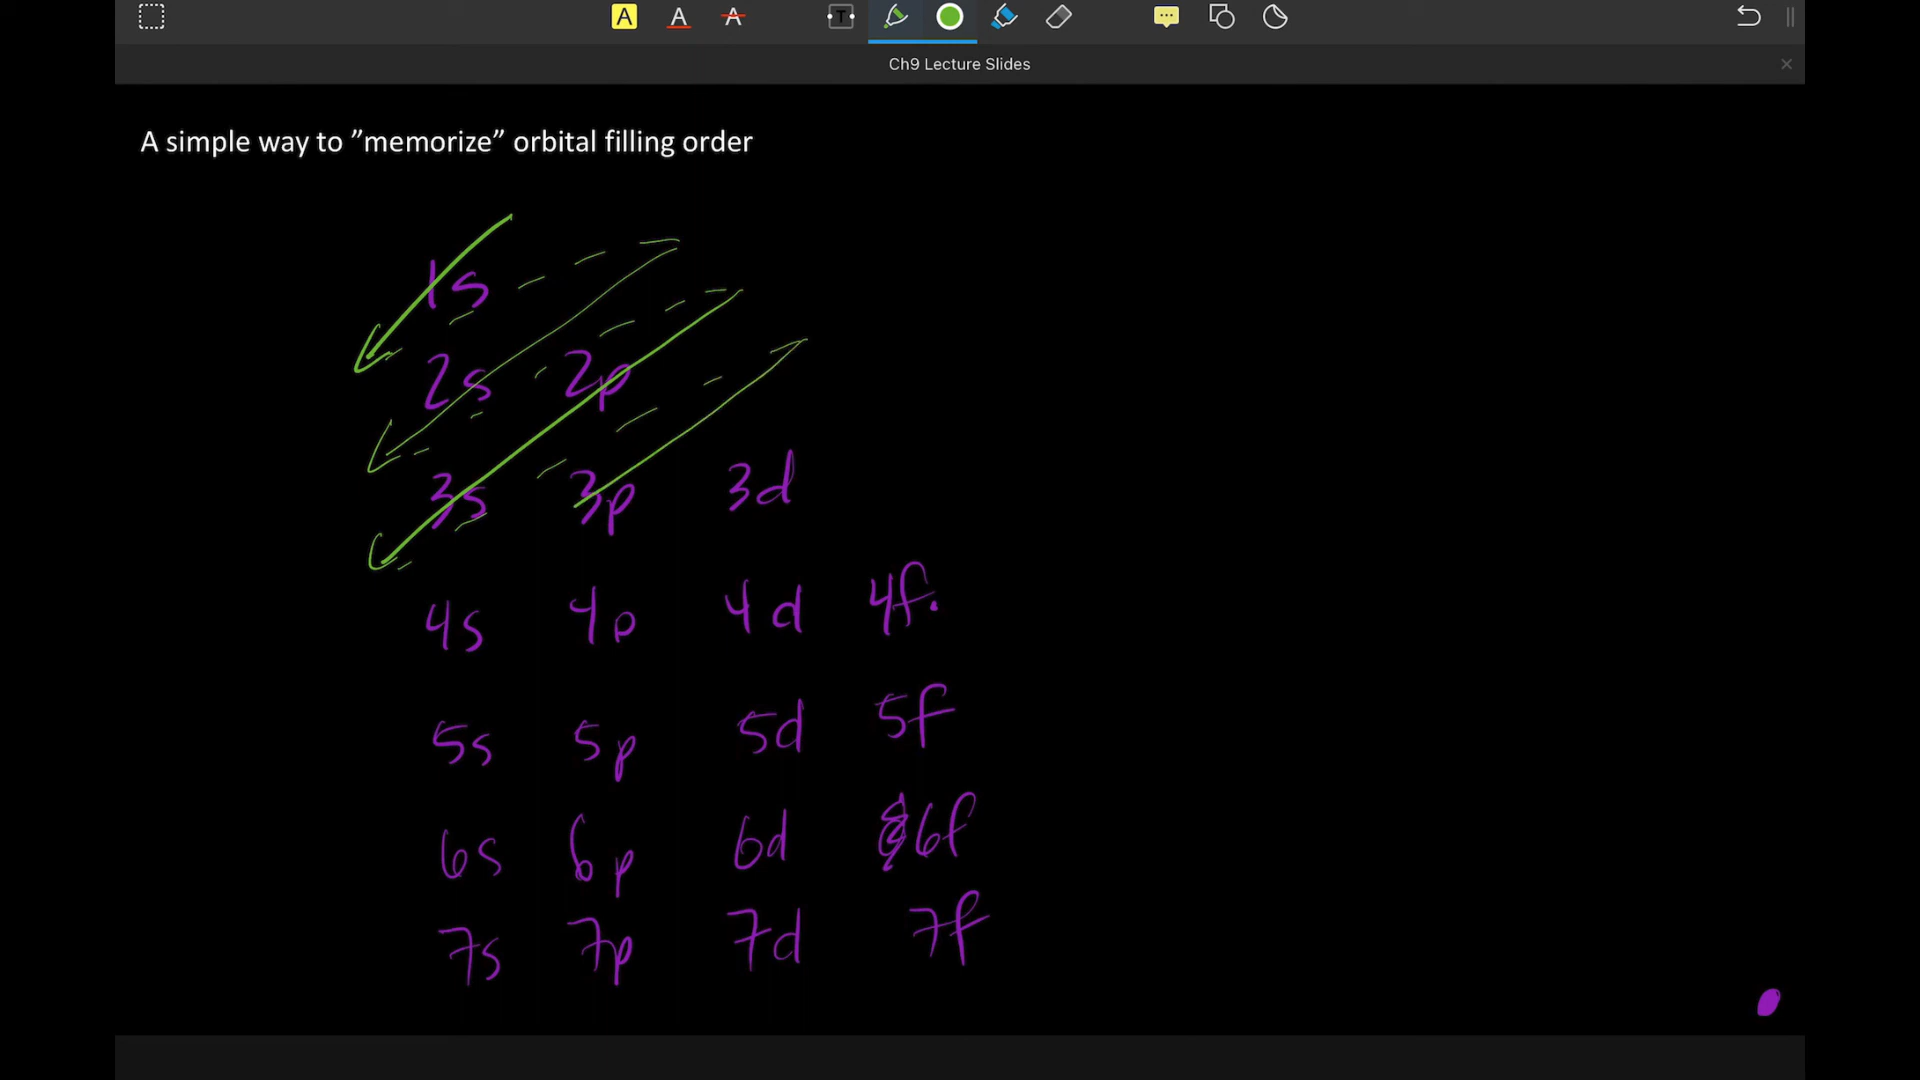 A A A T
Ch9 Lecture Slides
A simple way to ”memorize” orbital filling order
1s
2s 2p
3s 3p 3d
4s 4p 4d 4f.
5s 5p 5d 5f
6s 6p 6d 6f
7s 7p 7d 7f